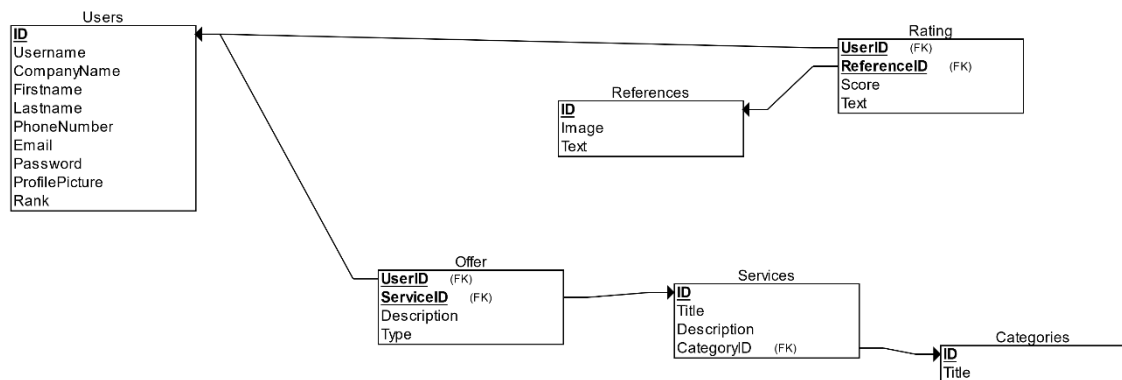 Users
ID
Username
CompanyName
Firstname
Lastname
PhoneNumber
Email
Password
ProfilePicture
Rank
Rating
UserID (FK)
ReferenceID (FK)
Score
Text
References
ID
Image
Text
Offer
UserID (FK)
ServiceID (FK)
Description
Type
Services
ID
Title
Description
CategoryID (FK)
Categories
ID
Title